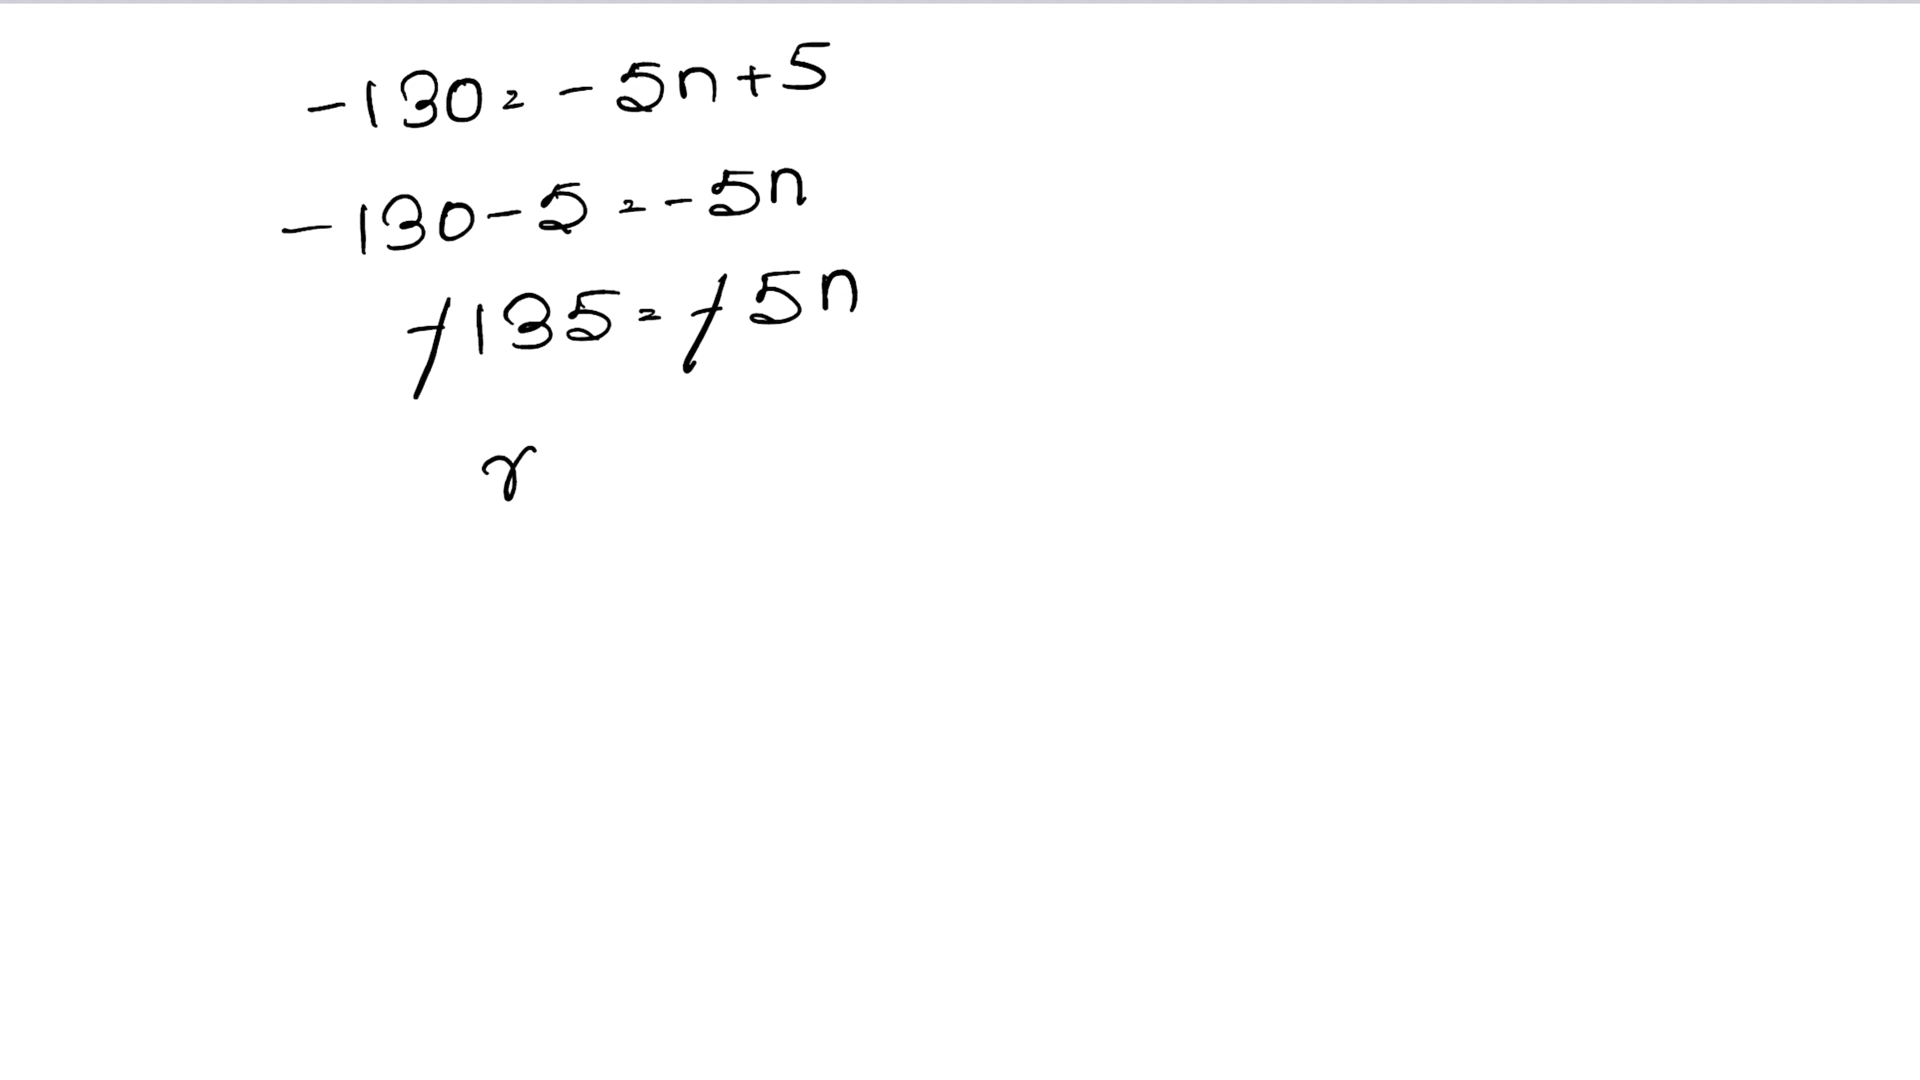 -130 = -5n+5
-130-5 = -5n
-135 = -5n